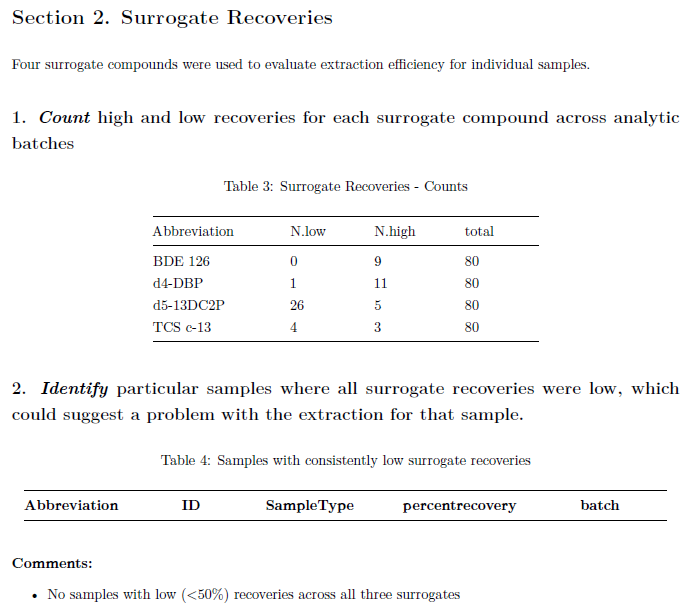 Section 2. Surrogate Recoveries
Four surrogate compounds were used to evaluate extraction efficiency for individual samples.
1. Count high and low recoveries for each surrogate compound across analytic
batches
Table 3: Surrogate Recoveries - Counts
Abbreviation N.low N.high total
BDE 126 0 9 80
d4-DBP 1 11 80
d5-13DC2P 26 5 80
TCS c-13 4 3 80
2. Identify particular samples where all surrogate recoveries were low, which
could suggest a problem with the extraction for that sample.
Table 4: Samples with consistently low surrogate recoveries
Abbreviation ID SampleType percentrecovery batch
Comments:
• No samples with low (<50%) recoveries across all three surrogates